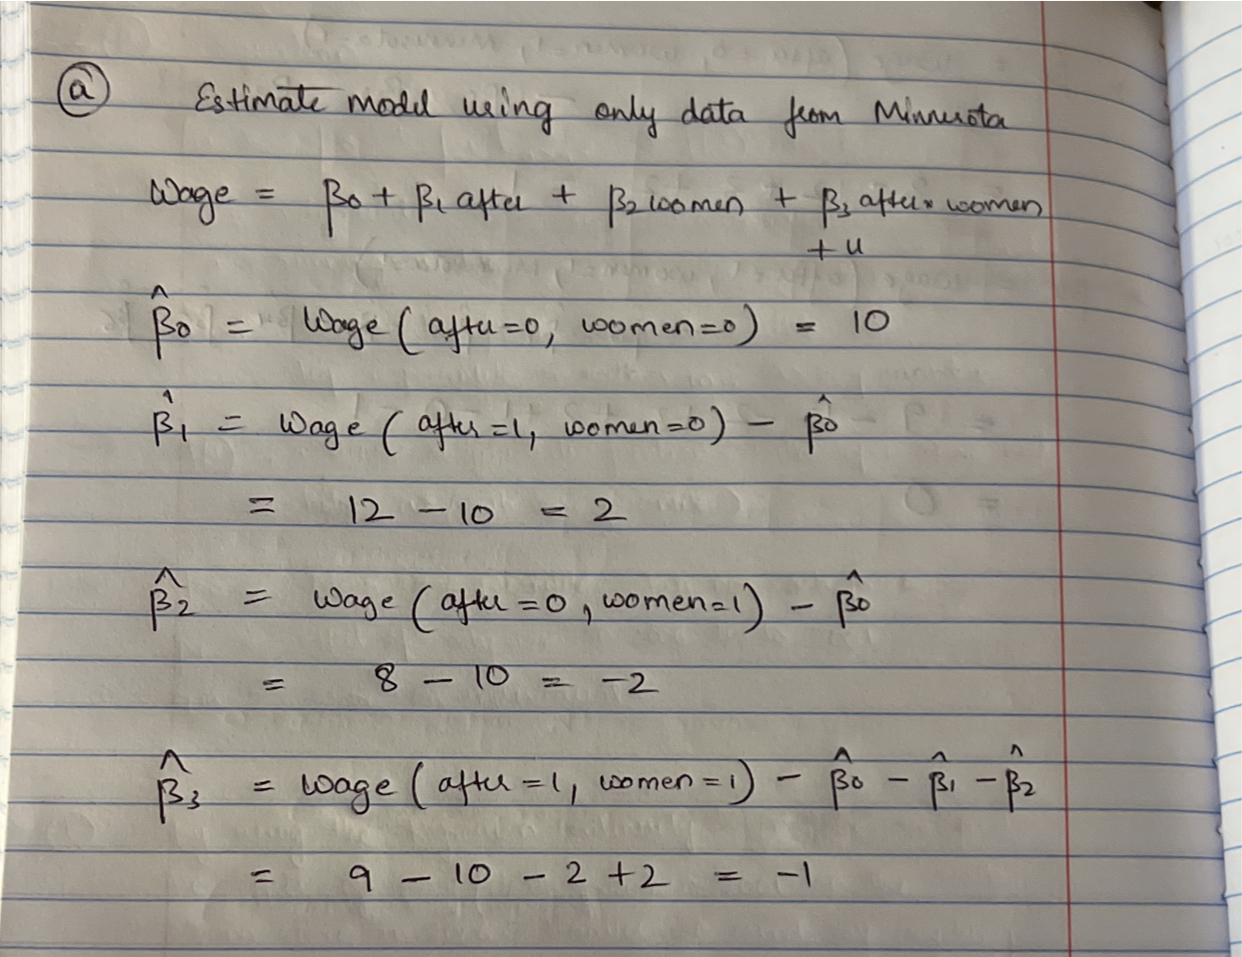 (a) Estimate model using only data from Minnesota
Wage = β0 + β1 after + β2 women + β3 after × women
+ u
β̂0 = Wage (after=0, women=0) = 10
β̂1 = Wage (after=1, women=0) − β̂0
= 12 − 10 = 2
β̂2 = Wage (after=0, women=1) − β̂0
= 8 − 10 = −2
β̂3 = Wage (after=1, women=1) − β̂0 − β̂1 − β̂2
= 9 − 10 − 2 + 2 = −1